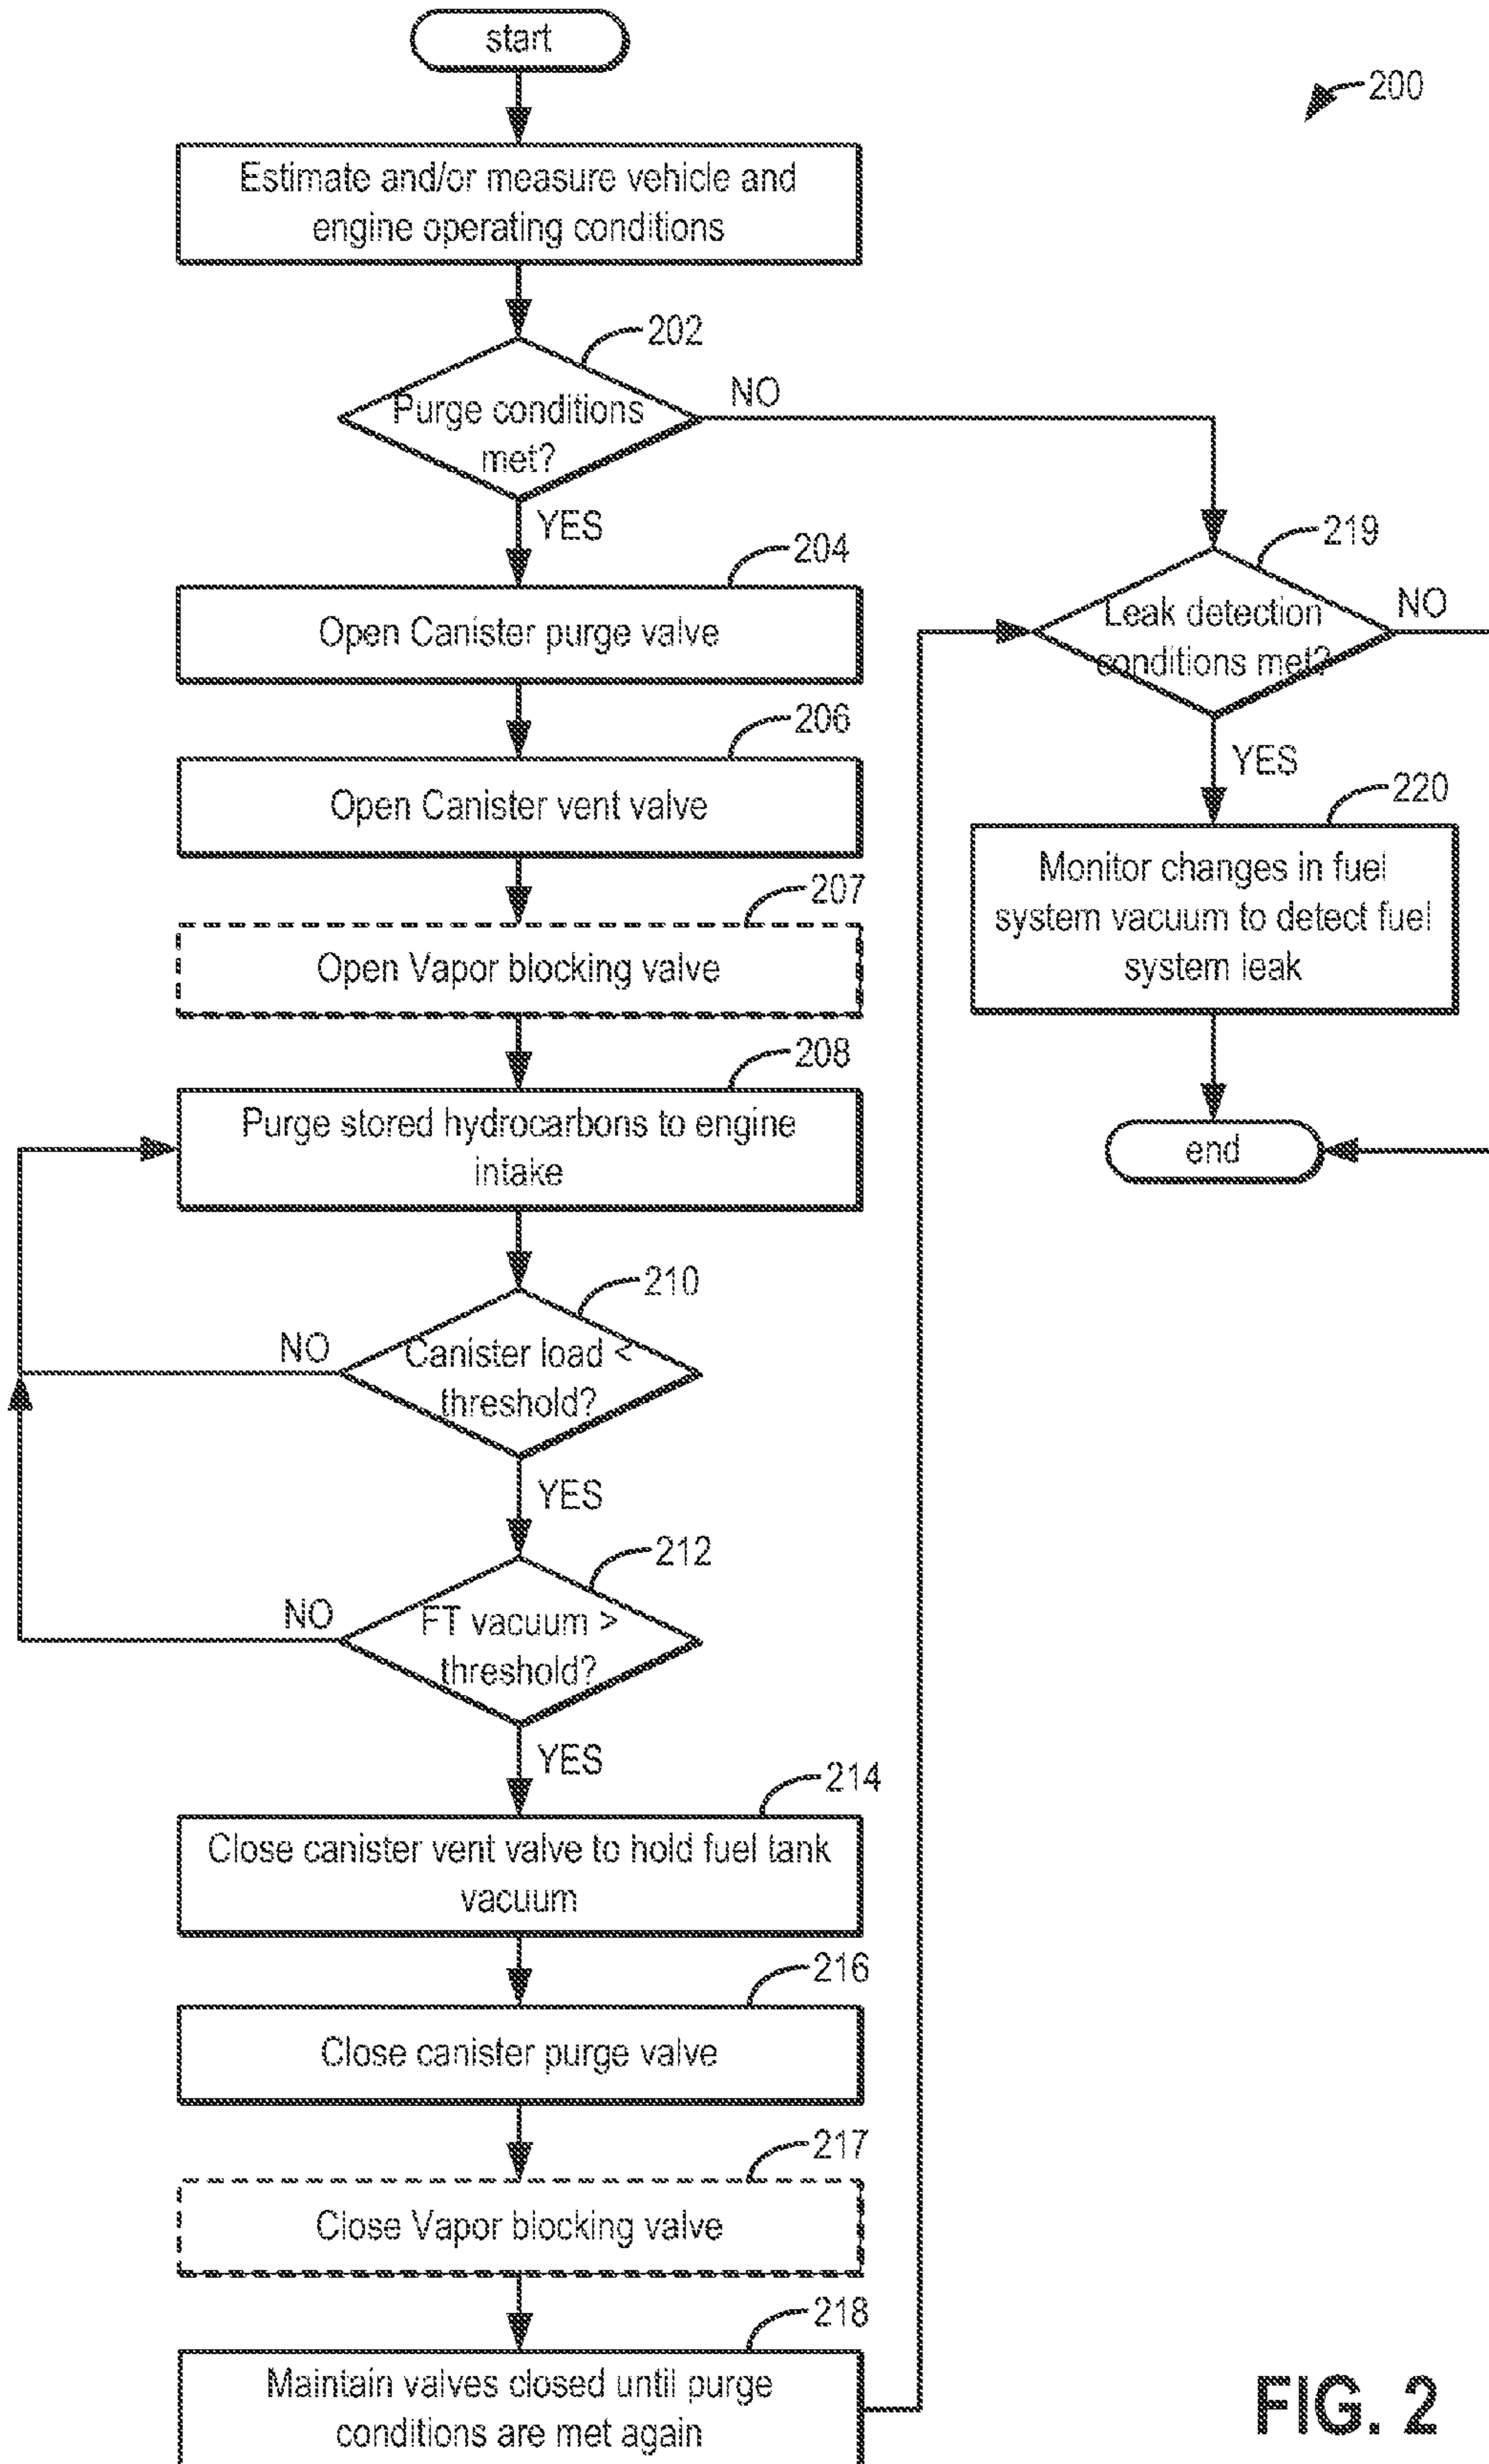 start
200
Estimate and/or measure vehicle and
engine operating conditions
202
Purge conditions
met?
NO
YES
204
Open Canister purge valve
206
Open Canister vent valve
207
Open Vapor blocking valve
208
Purge stored hydrocarbons to engine
intake
210
Canister load <
threshold?
NO
YES
212
FT vacuum >
threshold?
NO
YES
214
Close canister vent valve to hold fuel tank
vacuum
216
Close canister purge valve
217
Close Vapor blocking valve
218
Maintain valves closed until purge
conditions are met again
219
Leak detection
conditions met?
NO
YES
220
Monitor changes in fuel
system vacuum to detect fuel
system leak
end
FIG. 2